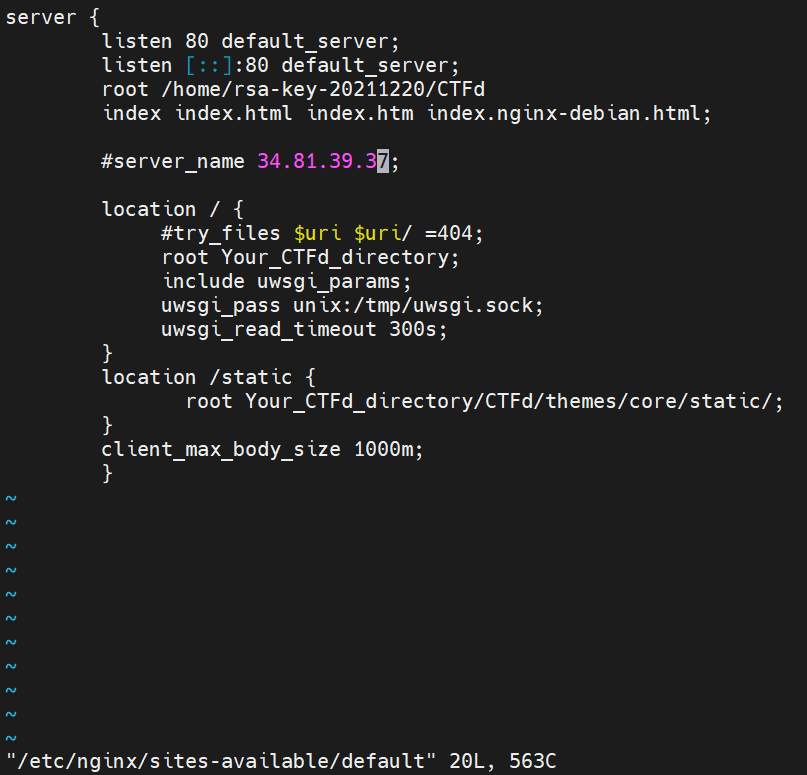 server {
        listen 80 default_server;
        listen [::]:80 default_server;
        root /home/rsa-key-20211220/CTFd
        index index.html index.htm index.nginx-debian.html;

        #server_name 34.81.39.37;

        location / {
             #try_files $uri $uri/ =404;
             root Your_CTFd_directory;
             include uwsgi_params;
             uwsgi_pass unix:/tmp/uwsgi.sock;
             uwsgi_read_timeout 300s;
        }
        location /static {
               root Your_CTFd_directory/CTFd/themes/core/static/;
        }
        client_max_body_size 1000m;
        }
~
~
~
~
~
~
~
~
~
~
~
"/etc/nginx/sites-available/default" 20L, 563C